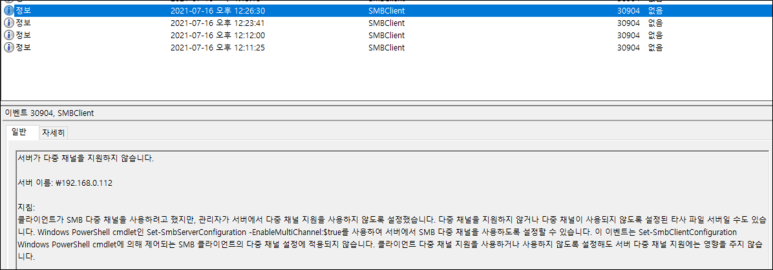 정보 2021-07-16 오후 12:26:30 SMBClient 30904 없음
정보 2021-07-16 오후 12:23:41 SMBClient 30904 없음
정보 2021-07-16 오후 12:12:00 SMBClient 30904 없음
정보 2021-07-16 오후 12:11:25 SMBClient 30904 없음
이벤트 30904, SMBClient
일반 자세히
서버가 다중 채널을 지원하지 않습니다.
서버 이름: ₩192.168.0.112
지침:
클라이언트가 SMB 다중 채널을 사용하려고 했지만, 관리자가 서버에서 다중 채널 지원을 사용하지 않도록 설정했습니다. 다중 채널을 지원하지 않거나 다중 채널이 사용되지 않도록 설정된 타사 파일 서버일 수도 있습
니다. Windows PowerShell cmdlet인 Set-SmbServerConfiguration -EnableMultiChannel:$true를 사용하여 서버에서 SMB 다중 채널을 사용하도록 설정할 수 있습니다. 이 이벤트는 Set-SmbClientConfiguration
Windows PowerShell cmdlet에 의해 제어되는 SMB 클라이언트의 다중 채널 설정에 적용되지 않습니다. 클라이언트 다중 채널 지원을 사용하거나 사용하지 않도록 설정해도 서버 다중 채널 지원에는 영향을 주지 않습
니다.